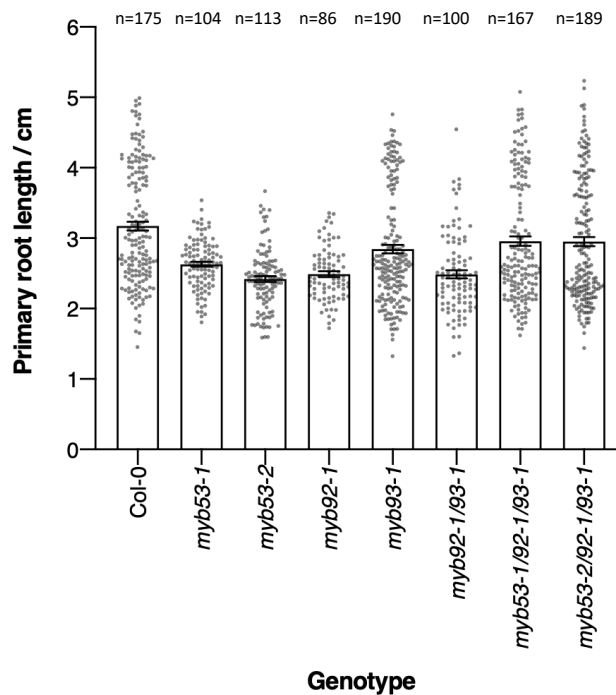 n=175 n=104 n=113 n=86 n=190 n=100 n=167 n=189
6
5
4
3
2
1
0
Primary root length / cm
Col-0
myb53-1
myb53-2
myb92-1
myb93-1
myb92-1/93-1
myb53-1/92-1/93-1
myb53-2/92-1/93-1
Genotype